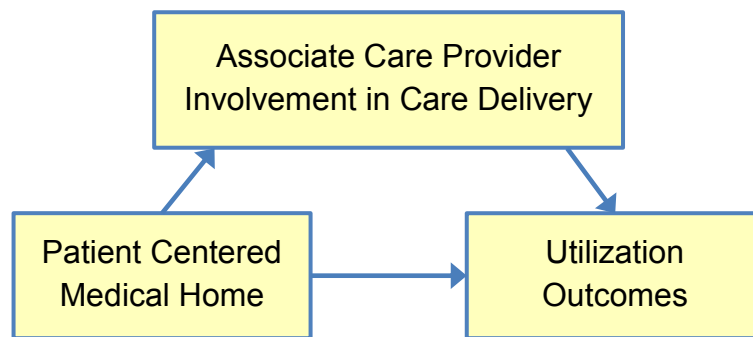 Associate Care Provider
Involvement in Care Delivery
Patient Centered
Medical Home
Utilization
Outcomes